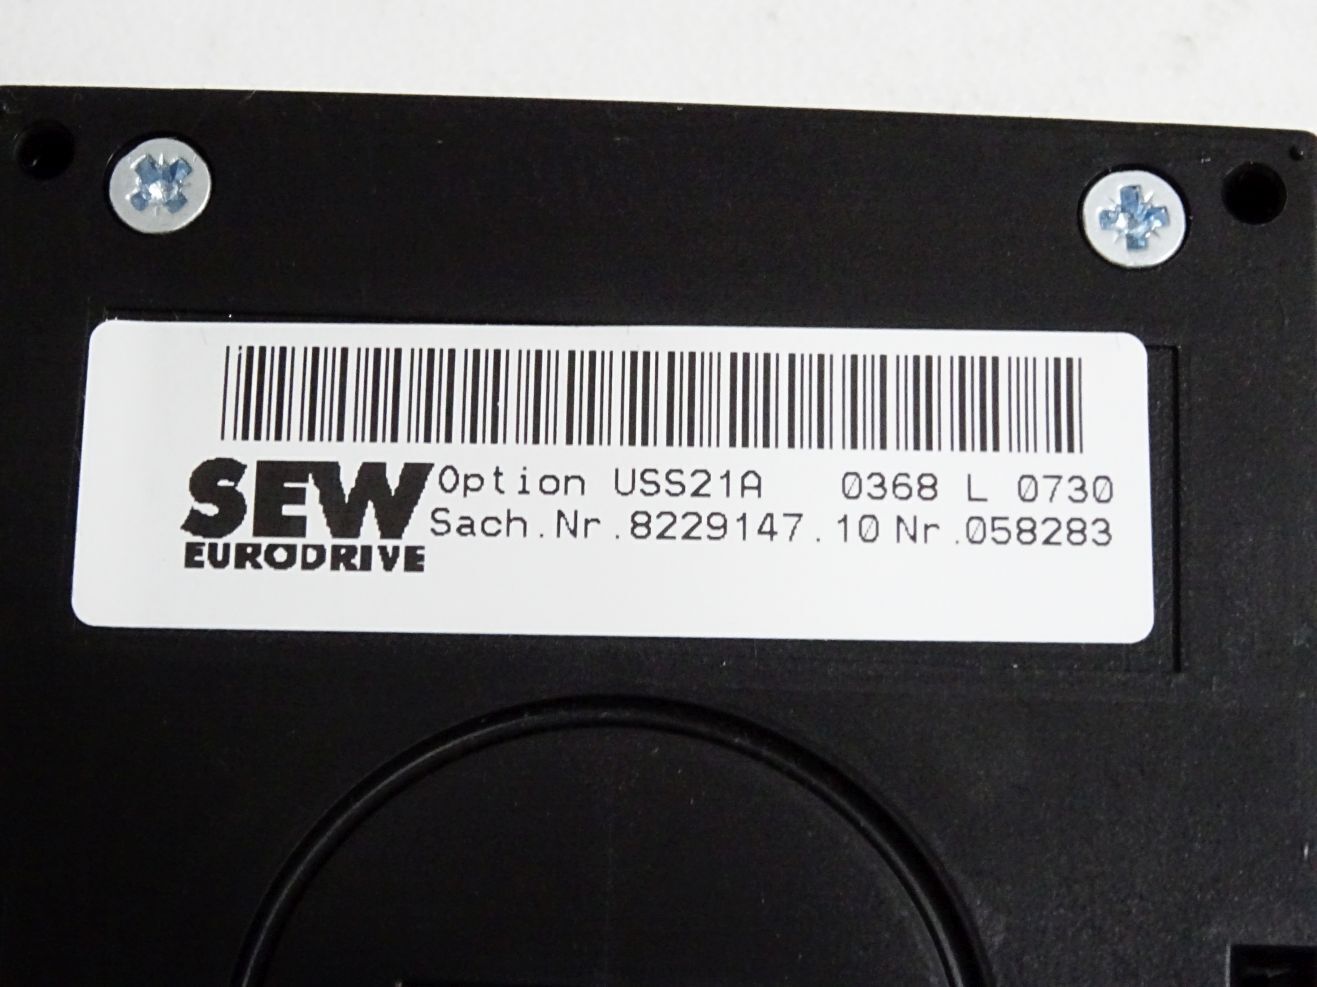 SEW
EURODRIVE
Option USS21A 0368 L 0730
Sach.Nr.8229147.10 Nr.058283